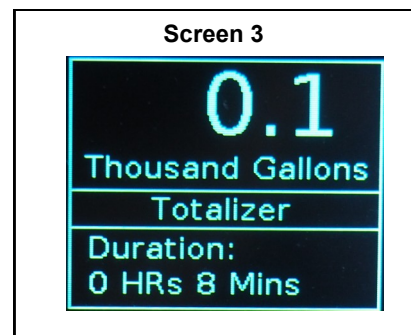 Screen 3
0.1
Thousand Gallons
Totalizer
Duration:
0 HRs 8 Mins